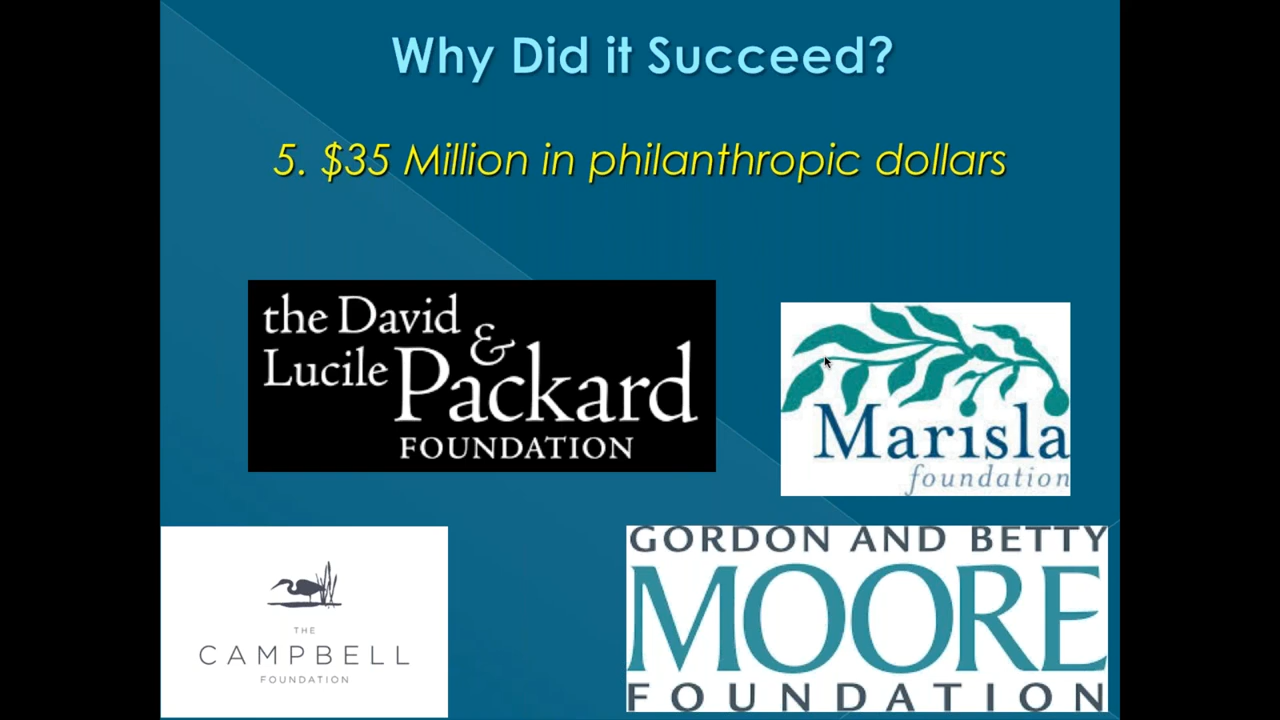 Why Did it Succeed?
5. $35 Million in philanthropic dollars
the David &
Lucile Packard
FOUNDATION
Marisla
foundation
THE
CAMPBELL
FOUNDATION
GORDON AND BETTY
MOORE
FOUNDATION